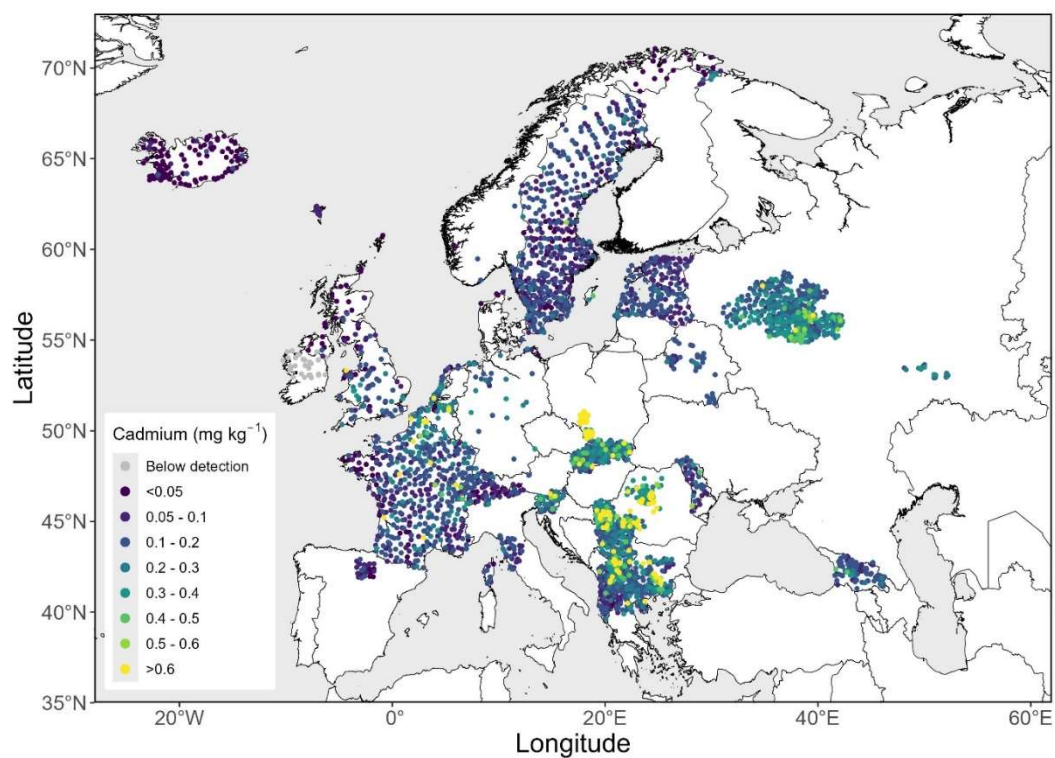 70°N
65°N
60°N
55°N
50°N
45°N
40°N
35°N
Latitude
Cadmium (mg kg⁻¹)
Below detection
<0.05
0.05 - 0.1
0.1 - 0.2
0.2 - 0.3
0.3 - 0.4
0.4 - 0.5
0.5 - 0.6
>0.6
20°W 0° 20°E 40°E 60°E
Longitude